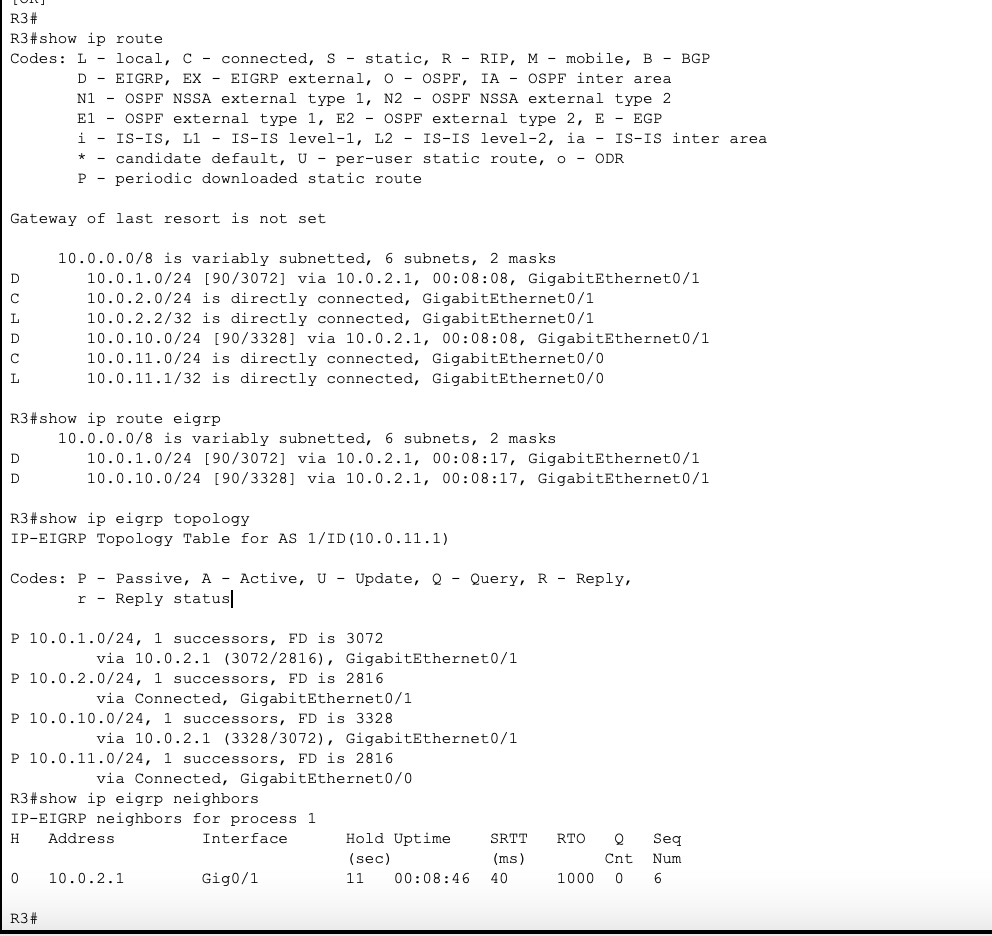 [OK]
R3#
R3#show ip route
Codes: L - local, C - connected, S - static, R - RIP, M - mobile, B - BGP
       D - EIGRP, EX - EIGRP external, O - OSPF, IA - OSPF inter area
       N1 - OSPF NSSA external type 1, N2 - OSPF NSSA external type 2
       E1 - OSPF external type 1, E2 - OSPF external type 2, E - EGP
       i - IS-IS, L1 - IS-IS level-1, L2 - IS-IS level-2, ia - IS-IS inter area
       * - candidate default, U - per-user static route, o - ODR
       P - periodic downloaded static route

Gateway of last resort is not set

     10.0.0.0/8 is variably subnetted, 6 subnets, 2 masks
D       10.0.1.0/24 [90/3072] via 10.0.2.1, 00:08:08, GigabitEthernet0/1
C       10.0.2.0/24 is directly connected, GigabitEthernet0/1
L       10.0.2.2/32 is directly connected, GigabitEthernet0/1
D       10.0.10.0/24 [90/3328] via 10.0.2.1, 00:08:08, GigabitEthernet0/1
C       10.0.11.0/24 is directly connected, GigabitEthernet0/0
L       10.0.11.1/32 is directly connected, GigabitEthernet0/0

R3#show ip route eigrp
     10.0.0.0/8 is variably subnetted, 6 subnets, 2 masks
D       10.0.1.0/24 [90/3072] via 10.0.2.1, 00:08:17, GigabitEthernet0/1
D       10.0.10.0/24 [90/3328] via 10.0.2.1, 00:08:17, GigabitEthernet0/1

R3#show ip eigrp topology
IP-EIGRP Topology Table for AS 1/ID(10.0.11.1)

Codes: P - Passive, A - Active, U - Update, Q - Query, R - Reply,
       r - Reply status

P 10.0.1.0/24, 1 successors, FD is 3072
         via 10.0.2.1 (3072/2816), GigabitEthernet0/1
P 10.0.2.0/24, 1 successors, FD is 2816
         via Connected, GigabitEthernet0/1
P 10.0.10.0/24, 1 successors, FD is 3328
         via 10.0.2.1 (3328/3072), GigabitEthernet0/1
P 10.0.11.0/24, 1 successors, FD is 2816
         via Connected, GigabitEthernet0/0
R3#show ip eigrp neighbors
IP-EIGRP neighbors for process 1
H   Address         Interface      Hold Uptime    SRTT   RTO   Q   Seq
                                   (sec)          (ms)        Cnt  Num
0   10.0.2.1        Gig0/1         11   00:08:46  40     1000  0   6

R3#